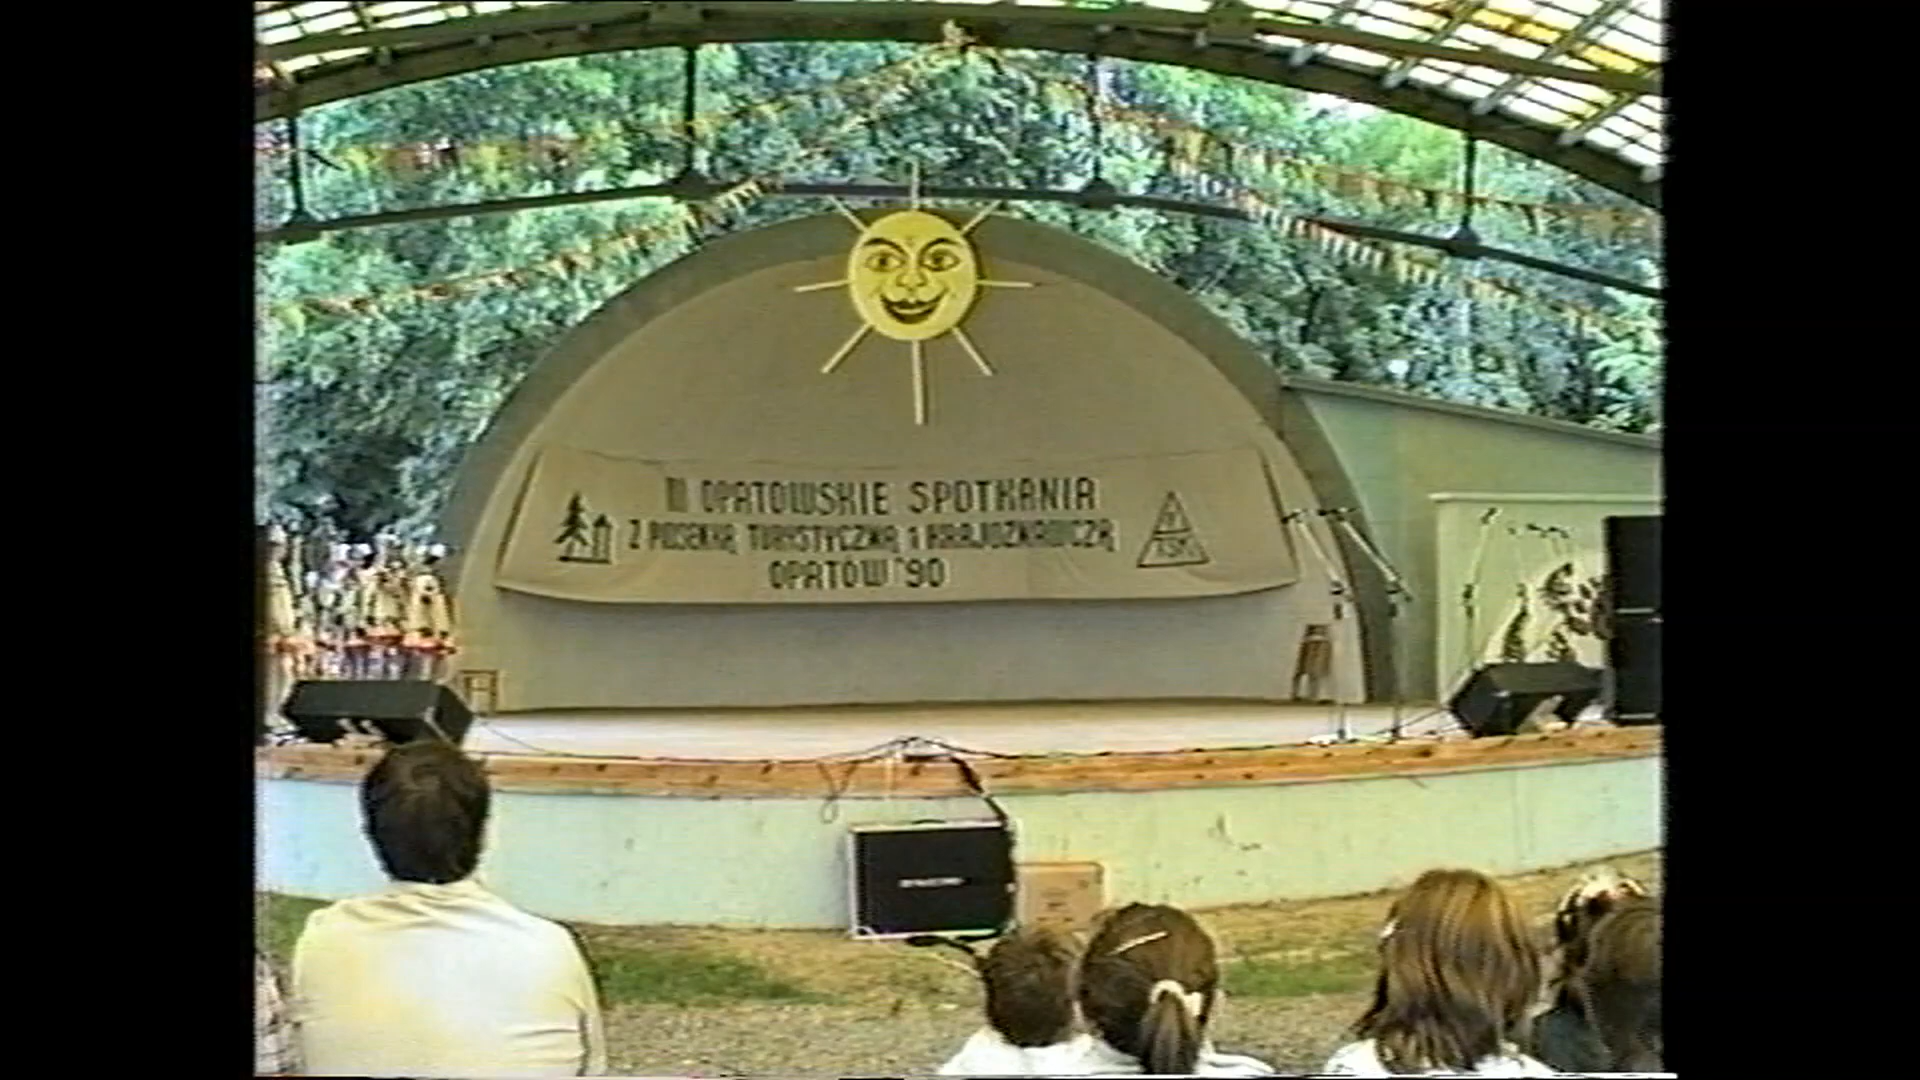 III OPATOWSKIE SPOTKANIA
Z PIOSENKĄ TURYSTYCZNĄ I KRAJOZNAWCZĄ
OPATÓW '90